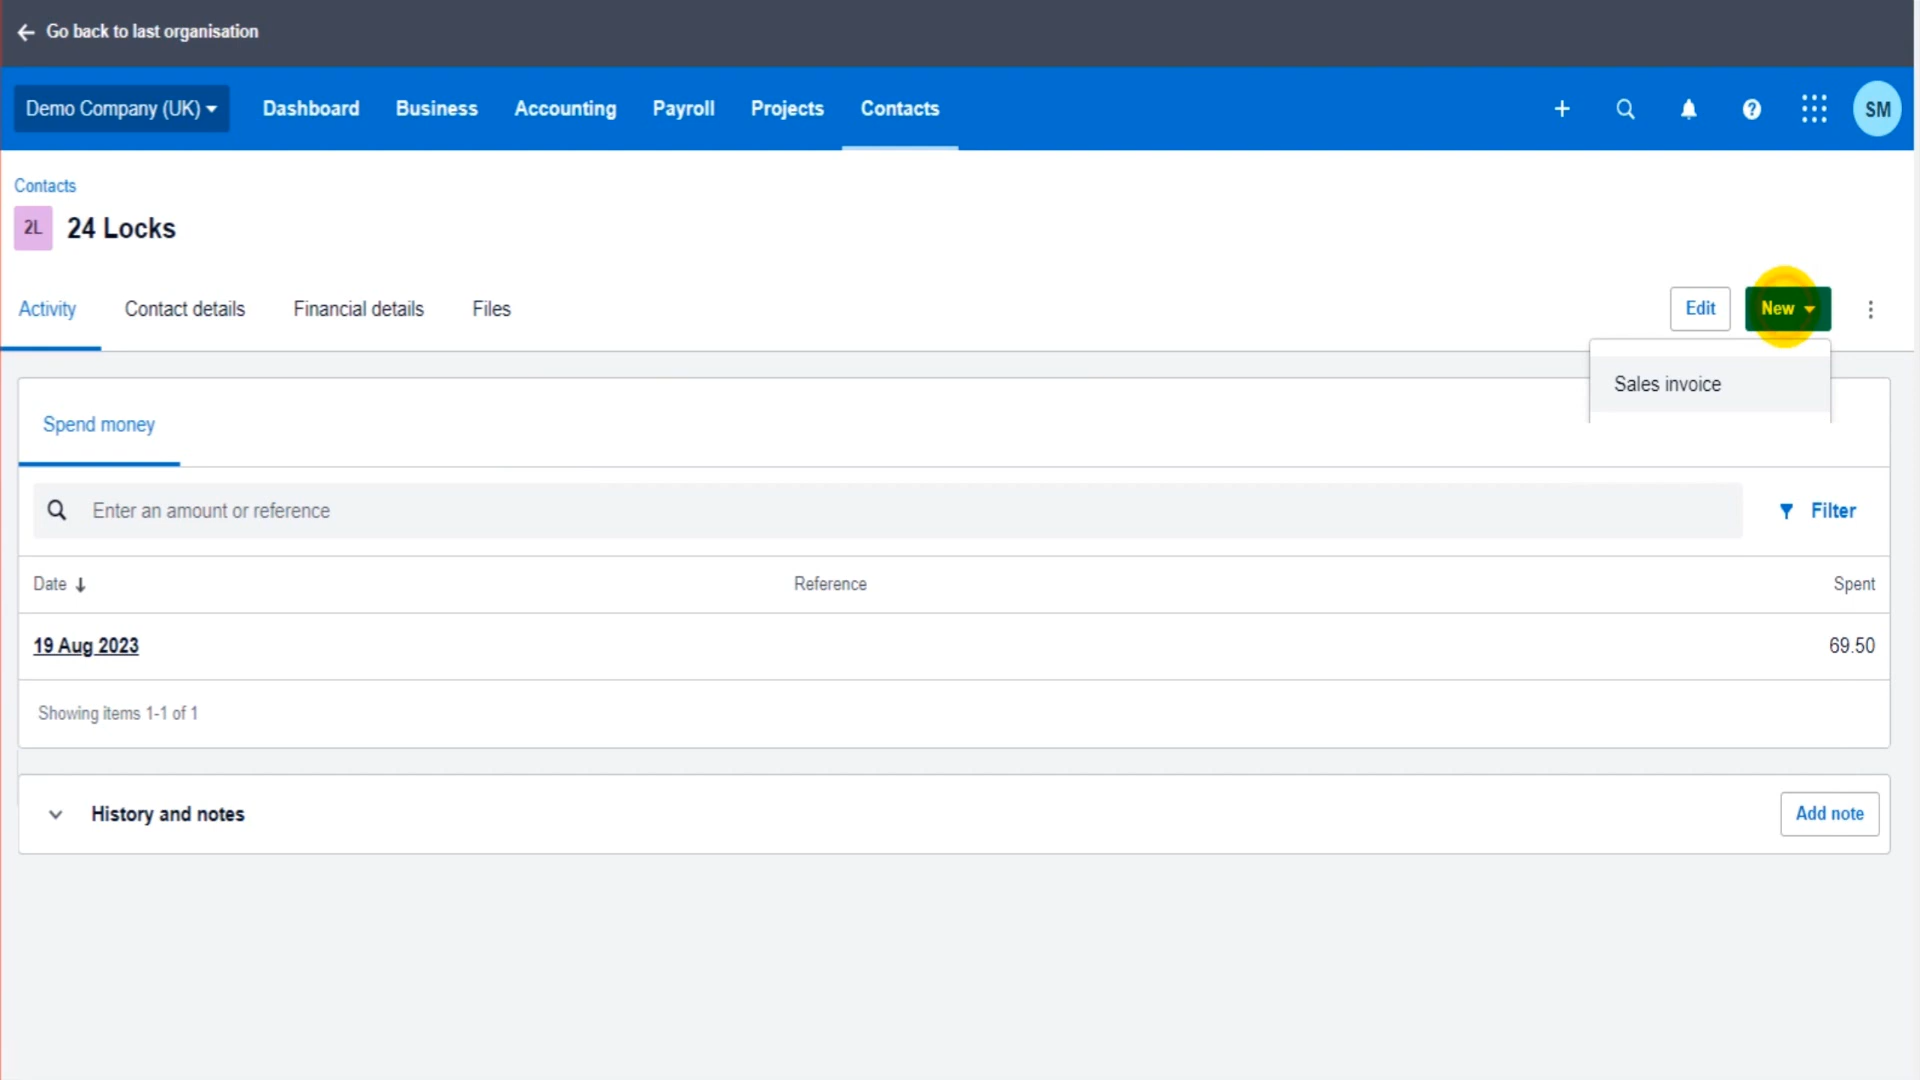 Go back to last organisation
Demo Company (UK) Dashboard Business Accounting Payroll Projects Contacts SM
Contacts
2L 24 Locks
Activity Contact details Financial details Files Edit New
Sales invoice
Spend money
Enter an amount or reference Filter
Date Reference Spent
19 Aug 2023 69.50
Showing items 1-1 of 1
History and notes Add note